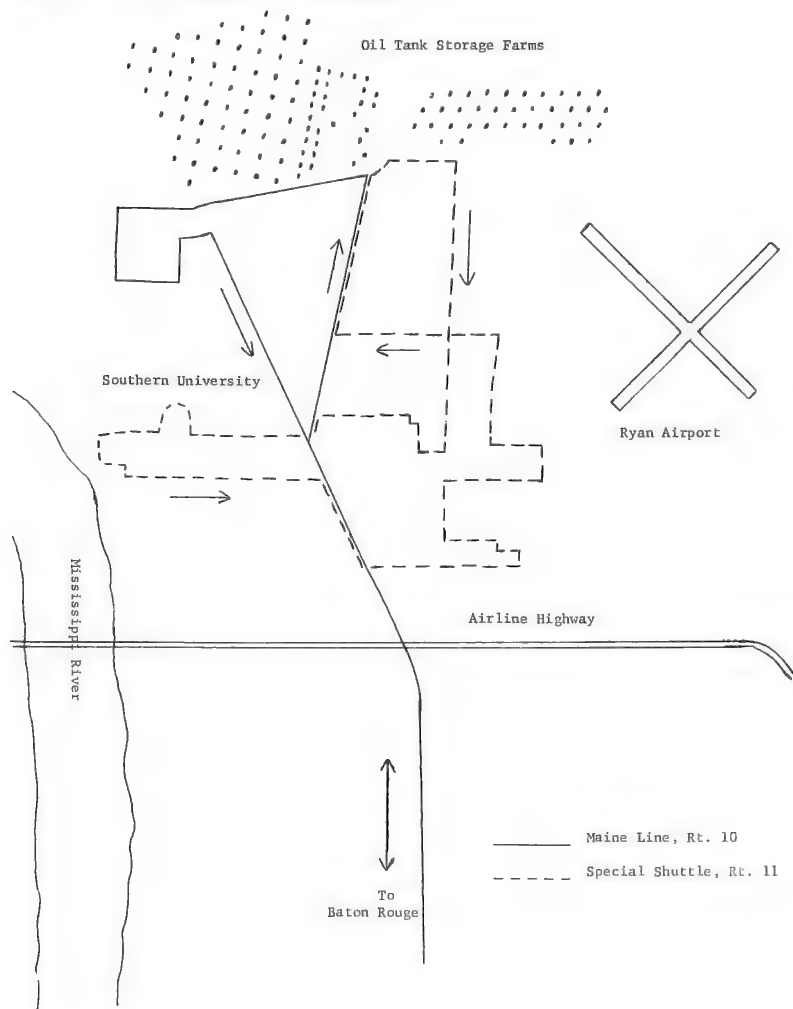 Oil Tank Storage Farms
Southern University
Ryan Airport
Mississippi River
Airline Highway
Maine Line, Rt. 10
Special Shuttle, Rt. 11
To
Baton Rouge